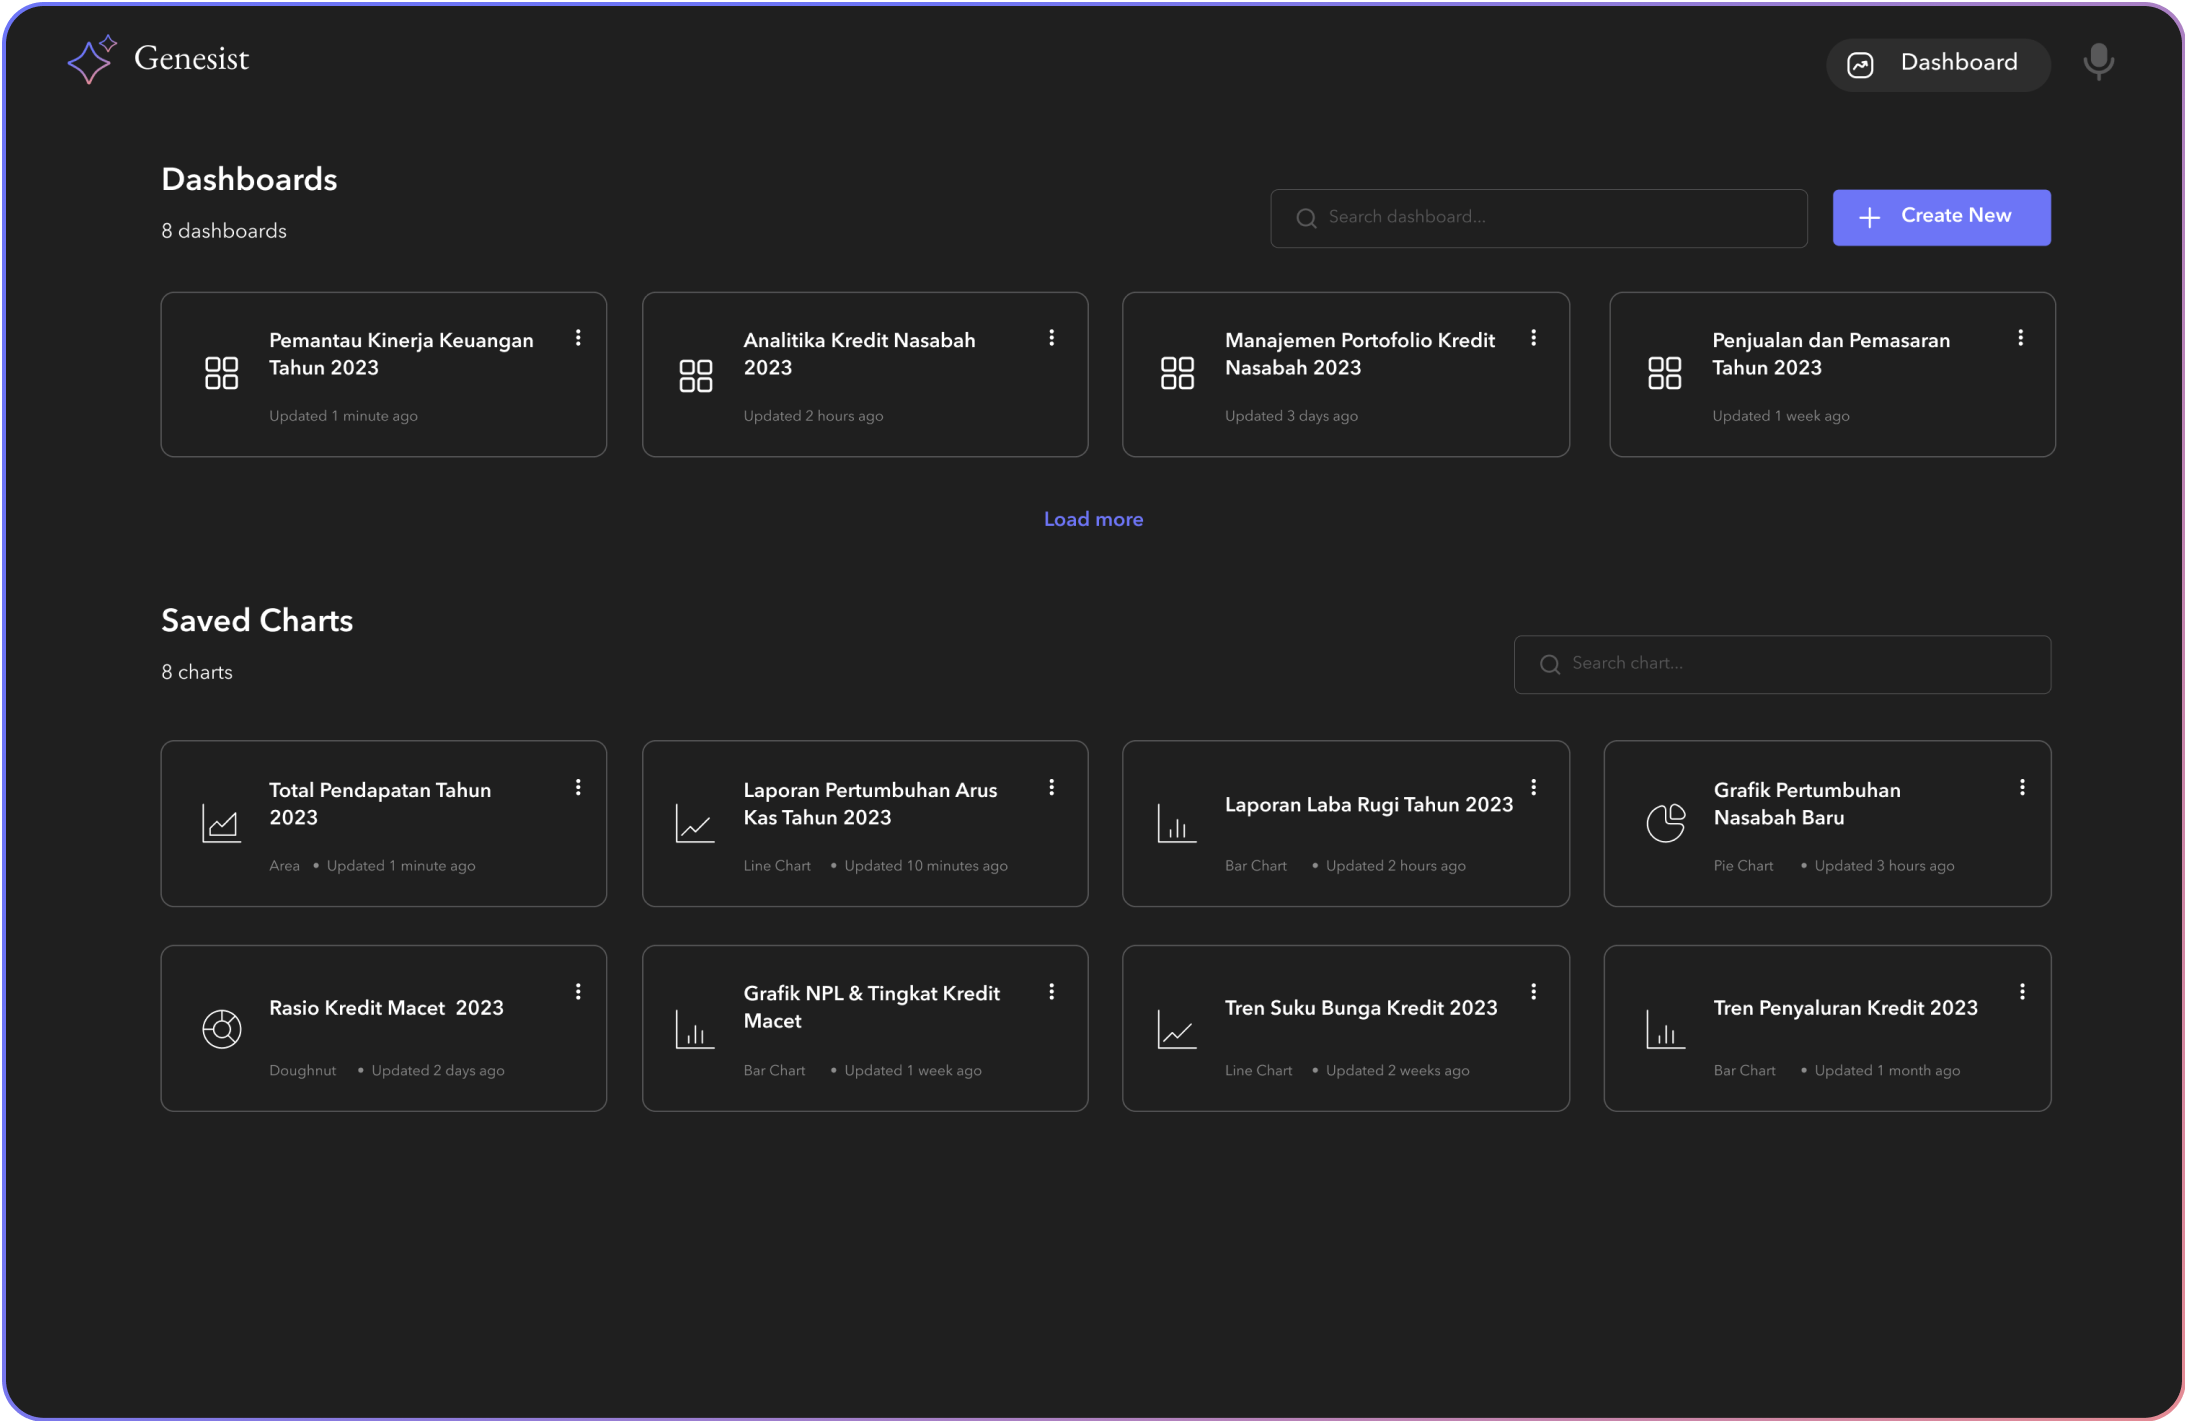 Genesist
Dashboard
Dashboards
8 dashboards
Search dashboard...
Create New
Pemantau Kinerja Keuangan
Tahun 2023
Updated 1 minute ago
Analitika Kredit Nasabah
2023
Updated 2 hours ago
Manajemen Portofolio Kredit
Nasabah 2023
Updated 3 days ago
Penjualan dan Pemasaran
Tahun 2023
Updated 1 week ago
Load more
Saved Charts
8 charts
Search chart...
Total Pendapatan Tahun
2023
Area • Updated 1 minute ago
Laporan Pertumbuhan Arus
Kas Tahun 2023
Line Chart • Updated 10 minutes ago
Laporan Laba Rugi Tahun 2023
Bar Chart • Updated 2 hours ago
Grafik Pertumbuhan
Nasabah Baru
Pie Chart • Updated 3 hours ago
Rasio Kredit Macet 2023
Doughnut • Updated 2 days ago
Grafik NPL & Tingkat Kredit
Macet
Bar Chart • Updated 1 week ago
Tren Suku Bunga Kredit 2023
Line Chart • Updated 2 weeks ago
Tren Penyaluran Kredit 2023
Bar Chart • Updated 1 month ago